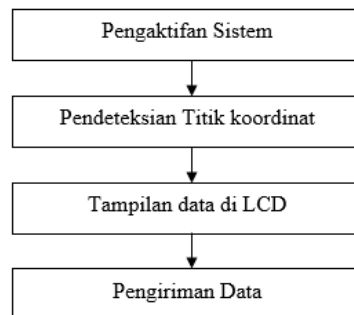 Pengaktifan Sistem
Pendeteksian Titik koordinat
Tampilan data di LCD
Pengiriman Data